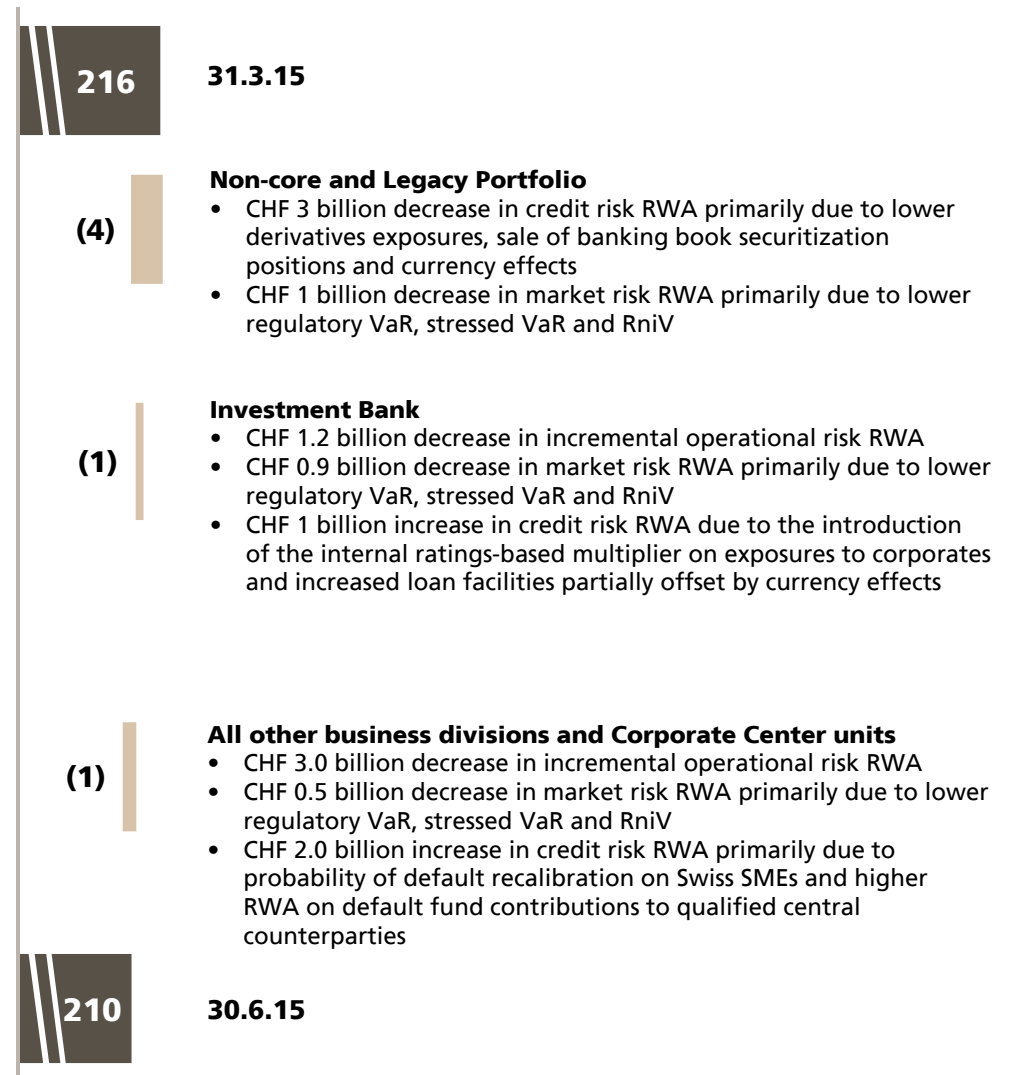 216
31.3.15
(4)
Non-core and Legacy Portfolio
• CHF 3 billion decrease in credit risk RWA primarily due to lower
derivatives exposures, sale of banking book securitization
positions and currency effects
• CHF 1 billion decrease in market risk RWA primarily due to lower
regulatory VaR, stressed VaR and RniV
(1)
Investment Bank
• CHF 1.2 billion decrease in incremental operational risk RWA
• CHF 0.9 billion decrease in market risk RWA primarily due to lower
regulatory VaR, stressed VaR and RniV
• CHF 1 billion increase in credit risk RWA due to the introduction
of the internal ratings-based multiplier on exposures to corporates
and increased loan facilities partially offset by currency effects
(1)
All other business divisions and Corporate Center units
• CHF 3.0 billion decrease in incremental operational risk RWA
• CHF 0.5 billion decrease in market risk RWA primarily due to lower
regulatory VaR, stressed VaR and RniV
• CHF 2.0 billion increase in credit risk RWA primarily due to
probability of default recalibration on Swiss SMEs and higher
RWA on default fund contributions to qualified central
counterparties
210
30.6.15